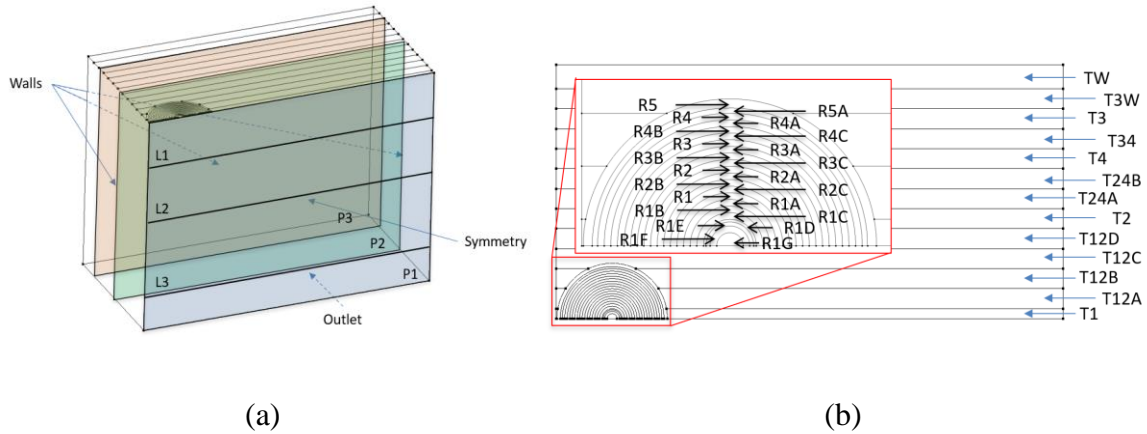 Walls
L1
L2
L3
P3
P2
P1
Symmetry
Outlet
(a)
R5
R5A
R4
R4A
R4B
R4C
R3
R3A
R3B
R3C
R2
R2A
R2B
R2C
R1
R1A
R1B
R1C
R1E
R1D
R1F
R1G
TW
T3W
T3
T34
T4
T24B
T24A
T2
T12D
T12C
T12B
T12A
T1
(b)